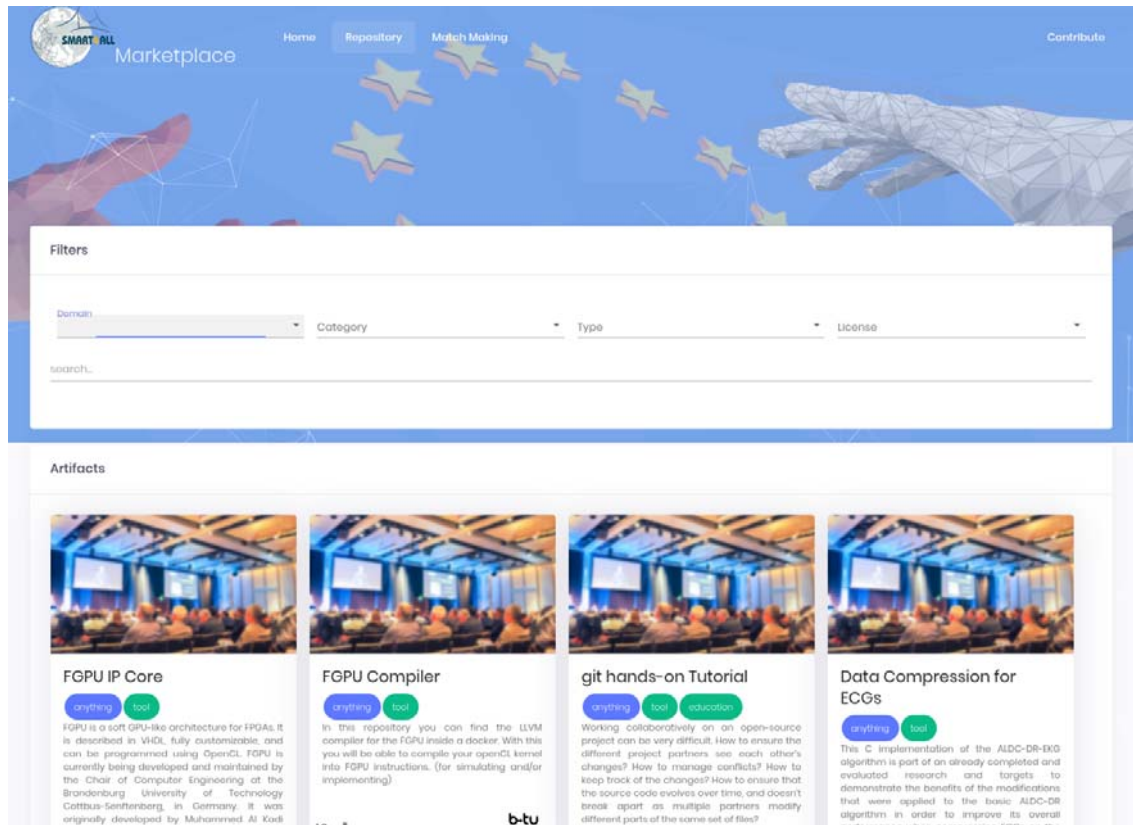 SMART ALL
Marketplace
Home Repository Match Making Contribute
Filters
Domain
Category Type License
search...
Artifacts
FGPU IP Core
anything tool
FGPU is a soft GPU-like architecture for FPGAs. It
is described in VHDL, fully customizable, and
can be programmed using OpenCL. FGPU is
currently being developed and maintained by
the Chair of Computer Engineering at the
Brandenburg University of Technology
Cottbus-Senftenberg, in Germany. It was
originally developed by Muhammed Al Kadi
FGPU Compiler
anything tool
In this repository you can find the LLVM
compiler for the FGPU inside a docker. With this
you will be able to compile your openCL kernel
into FGPU instructions. (for simulating and/or
implementing)
b-tu
git hands-on Tutorial
anything tool education
Working collaboratively on an open-source
project can be very difficult. How to ensure the
different project partners see each other's
changes? How to manage conflicts? How to
keep track of the changes? How to ensure that
the source code evolves over time, and doesn't
break apart as multiple partners modify
different parts of the same set of files?
Data Compression for
ECGs
anything tool
This C implementation of the ALDC-DR-EKG
algorithm is part of an already completed and
evaluated research and targets to
demonstrate the benefits of the modifications
that were applied to the basic ALDC-DR
algorithm in order to improve its overall